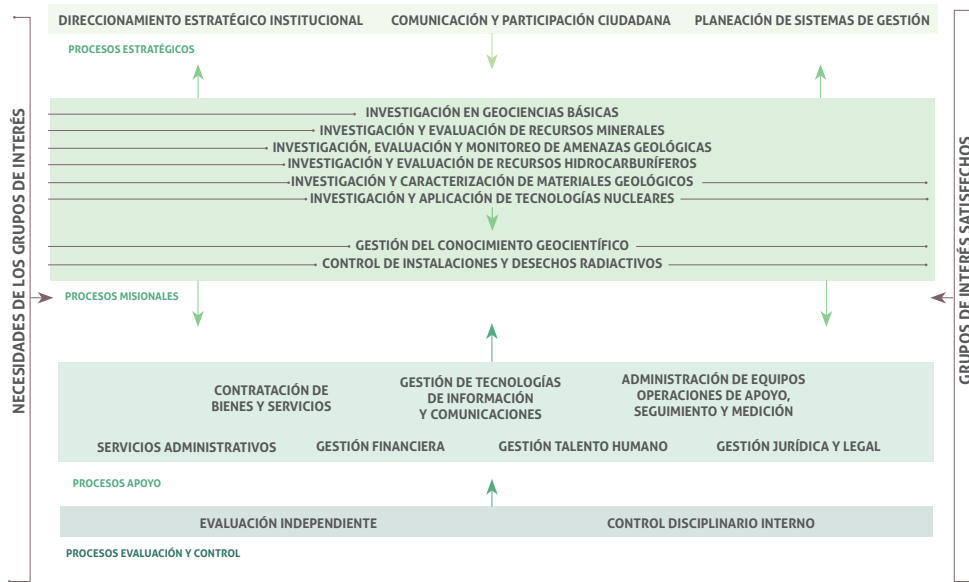 DIRECCIONAMIENTO ESTRATÉGICO INSTITUCIONAL
COMUNICACIÓN Y PARTICIPACIÓN CIUDADANA
PLANEACIÓN DE SISTEMAS DE GESTIÓN
PROCESOS ESTRATÉGICOS
NECESIDADES DE LOS GRUPOS DE INTERÉS
INVESTIGACIÓN EN GEOCIENCIAS BÁSICAS
INVESTIGACIÓN Y EVALUACIÓN DE RECURSOS MINERALES
INVESTIGACIÓN, EVALUACIÓN Y MONITOREO DE AMENAZAS GEOLÓGICAS
INVESTIGACIÓN Y EVALUACIÓN DE RECURSOS HIDROCARBURÍFEROS
INVESTIGACIÓN Y CARACTERIZACIÓN DE MATERIALES GEOLÓGICOS
INVESTIGACIÓN Y APLICACIÓN DE TECNOLOGÍAS NUCLEARES
GESTIÓN DEL CONOCIMIENTO GEOCIENTÍFICO
CONTROL DE INSTALACIONES Y DESECHOS RADIACTIVOS
GRUPOS DE INTERÉS SATISFECHOS
PROCESOS MISIONALES
CONTRATACIÓN DE
BIENES Y SERVICIOS
GESTIÓN DE TECNOLOGÍAS
DE INFORMACIÓN
Y COMUNICACIONES
ADMINISTRACIÓN DE EQUIPOS
OPERACIONES DE APOYO,
SEGUIMIENTO Y MEDICIÓN
SERVICIOS ADMINISTRATIVOS
GESTIÓN FINANCIERA
GESTIÓN TALENTO HUMANO
GESTIÓN JURÍDICA Y LEGAL
PROCESOS APOYO
EVALUACIÓN INDEPENDIENTE
CONTROL DISCIPLINARIO INTERNO
PROCESOS EVALUACIÓN Y CONTROL